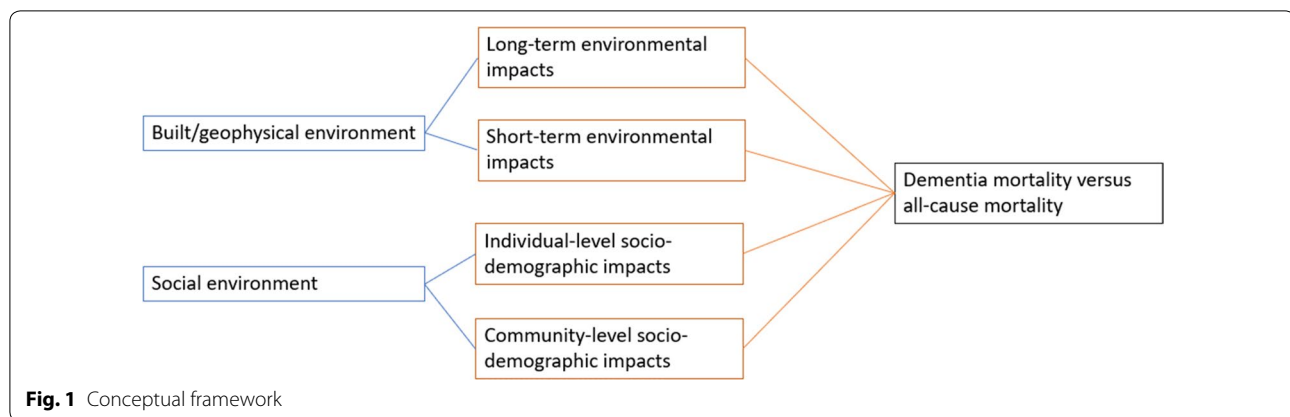 Long-term environmental
impacts
Built/geophysical environment
Short-term environmental
impacts
Dementia mortality versus
all-cause mortality
Individual-level socio-
demographic impacts
Social environment
Community-level socio-
demographic impacts
Fig. 1 Conceptual framework